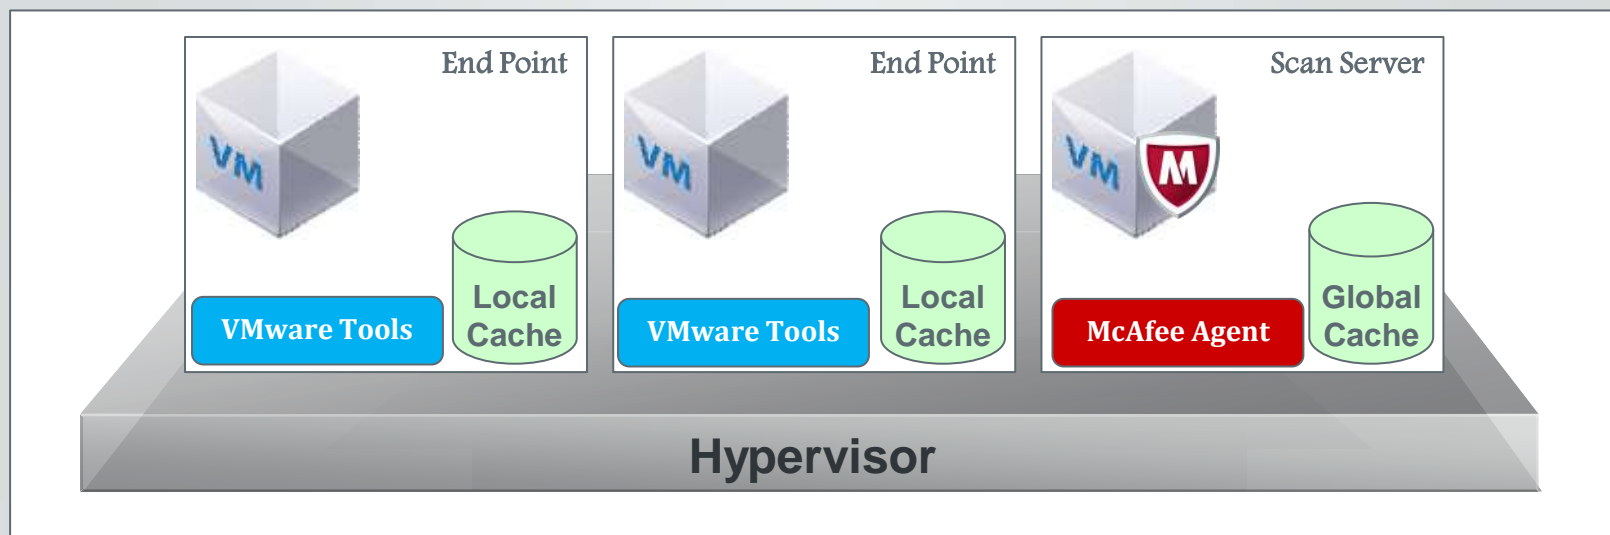 End Point
VM
VMware Tools
Local
Cache
End Point
VM
VMware Tools
Local
Cache
Scan Server
VM
M
McAfee Agent
Global
Cache
Hypervisor